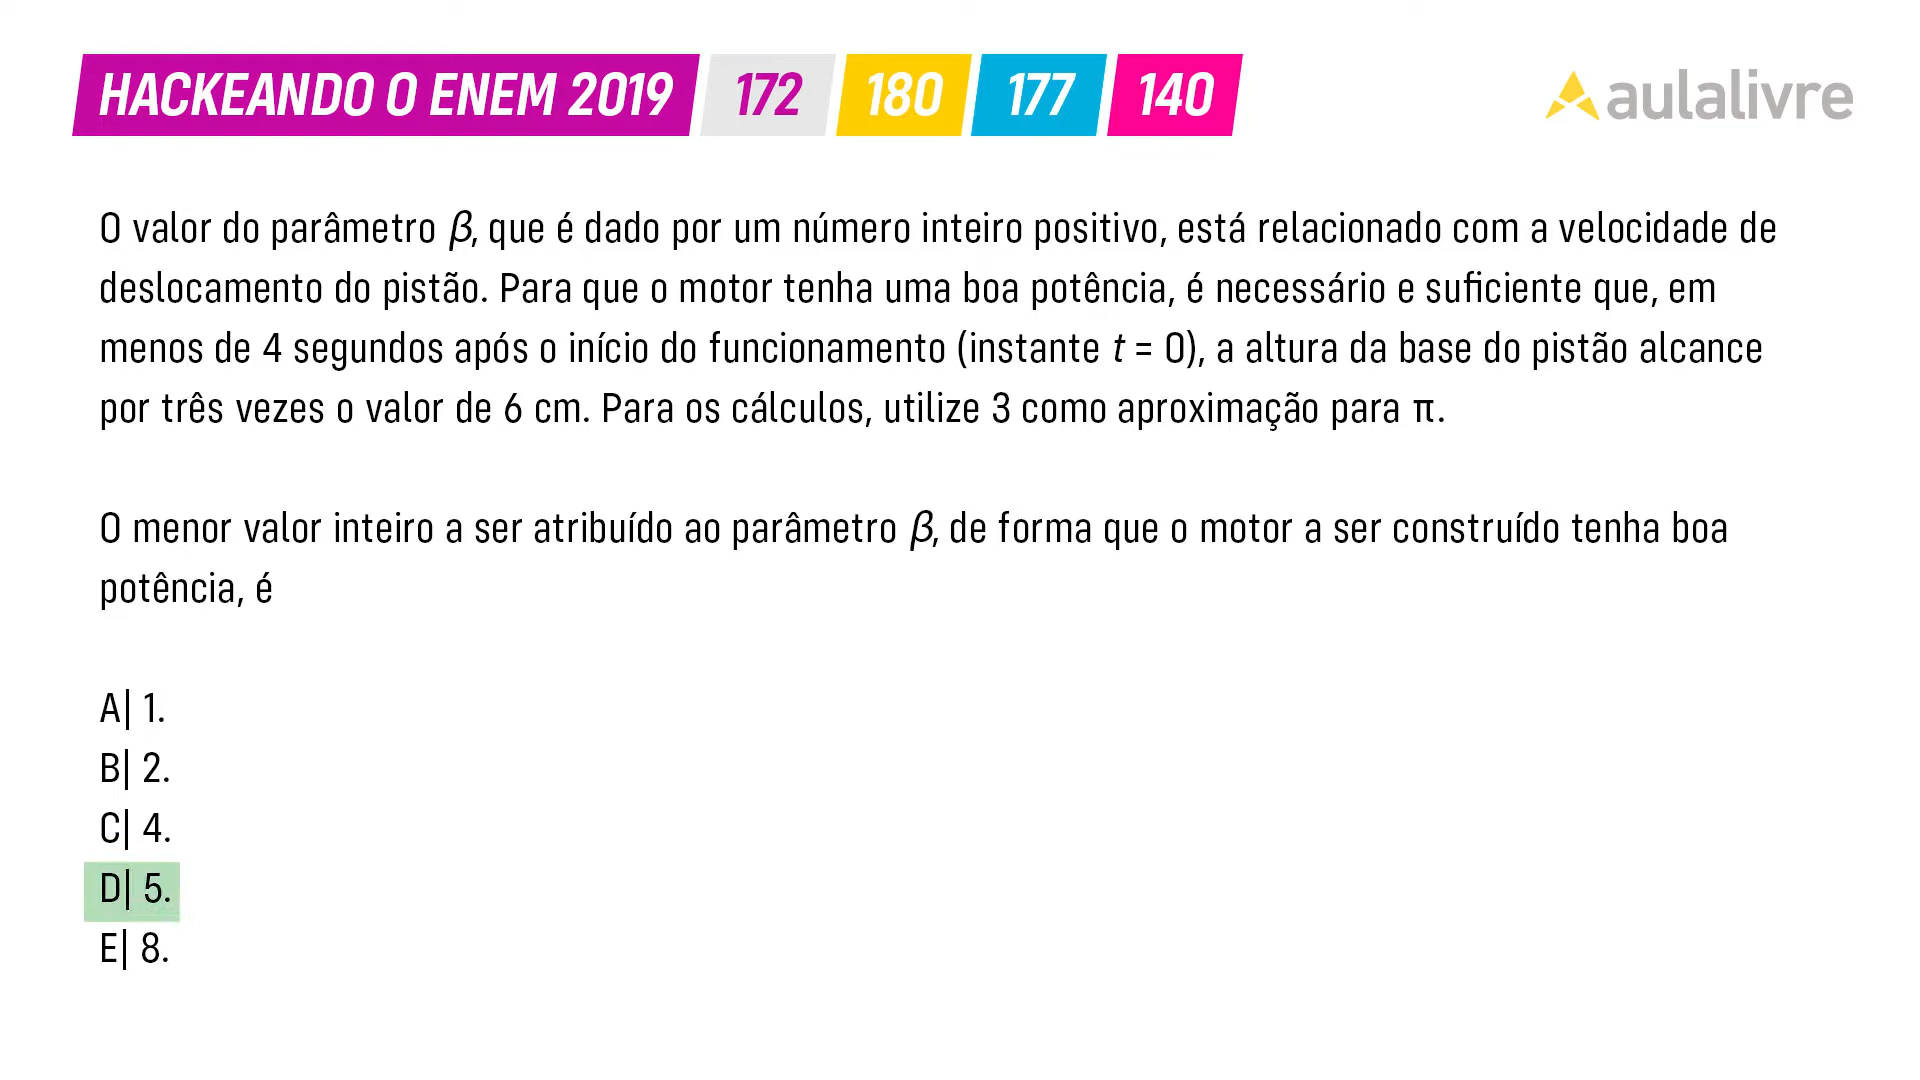 HACKEANDO O ENEM 2019 172 180 177 140
aulalivre
O valor do parâmetro β, que é dado por um número inteiro positivo, está relacionado com a velocidade de
deslocamento do pistão. Para que o motor tenha uma boa potência, é necessário e suficiente que, em
menos de 4 segundos após o início do funcionamento (instante t = 0), a altura da base do pistão alcance
por três vezes o valor de 6 cm. Para os cálculos, utilize 3 como aproximação para π.
O menor valor inteiro a ser atribuído ao parâmetro β, de forma que o motor a ser construído tenha boa
potência, é
A| 1.
B| 2.
C| 4.
D| 5.
E| 8.